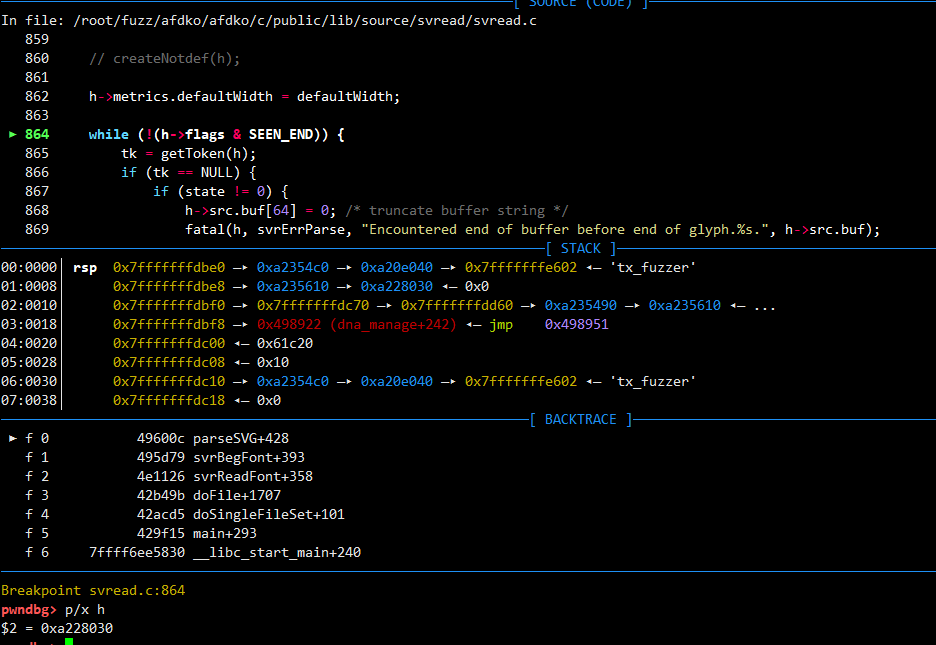 [ SOURCE (CODE) ]
In file: /root/fuzz/afdko/afdko/c/public/lib/source/svread/svread.c
859
860 // createNotdef(h);
861
862 h->metrics.defaultWidth = defaultWidth;
863
► 864 while (!(h->flags & SEEN_END)) {
865 tk = getToken(h);
866 if (tk == NULL) {
867 if (state != 0) {
868 h->src.buf[64] = 0; /* truncate buffer string */
869 fatal(h, svrErrParse, "Encountered end of buffer before end of glyph.%s.", h->src.buf);
[ STACK ]
00:0000│ rsp 0x7fffffffdbe0 —▸ 0xa2354c0 —▸ 0xa20e040 —▸ 0x7fffffffe602 ◂— 'tx_fuzzer'
01:0008│ 0x7fffffffdbe8 —▸ 0xa235610 —▸ 0xa228030 ◂— 0x0
02:0010│ 0x7fffffffdbf0 —▸ 0x7fffffffdc70 —▸ 0x7fffffffdd60 —▸ 0xa235490 —▸ 0xa235610 ◂— ...
03:0018│ 0x7fffffffdbf8 —▸ 0x498922 (dna_manage+242) ◂— jmp 0x498951
04:0020│ 0x7fffffffdc00 ◂— 0x61c20
05:0028│ 0x7fffffffdc08 ◂— 0x10
06:0030│ 0x7fffffffdc10 —▸ 0xa2354c0 —▸ 0xa20e040 —▸ 0x7fffffffe602 ◂— 'tx_fuzzer'
07:0038│ 0x7fffffffdc18 ◂— 0x0
[ BACKTRACE ]
► f 0 49600c parseSVG+428
f 1 495d79 svrBegFont+393
f 2 4e1126 svrReadFont+358
f 3 42b49b doFile+1707
f 4 42acd5 doSingleFileSet+101
f 5 429f15 main+293
f 6 7ffff6ee5830 __libc_start_main+240
Breakpoint svread.c:864
pwndbg> p/x h
$2 = 0xa228030